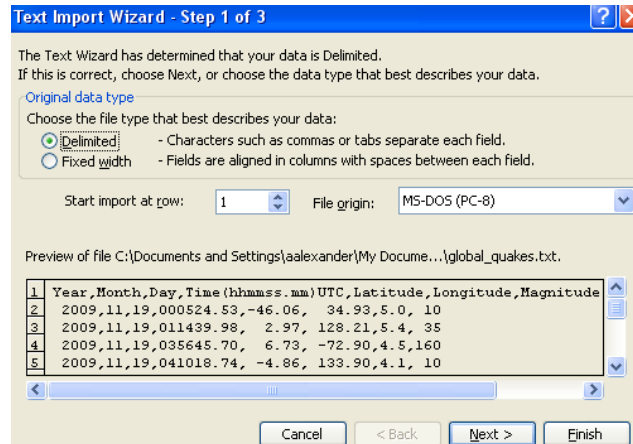 Text Import Wizard - Step 1 of 3
The Text Wizard has determined that your data is Delimited.
If this is correct, choose Next, or choose the data type that best describes your data.
Original data type
Choose the file type that best describes your data:
Delimited - Characters such as commas or tabs separate each field.
Fixed width - Fields are aligned in columns with spaces between each field.
Start import at row: 1 File origin: MS-DOS (PC-8)
Preview of file C:\Documents and Settings\aalexander\My Docume...\global_quakes.txt.
1 Year,Month,Day,Time(hhmmss.mm)UTC,Latitude,Longitude,Magnitude
2 2009,11,19,000524.53,-46.06, 34.93,5.0, 10
3 2009,11,19,011439.98, 2.97, 128.21,5.4, 35
4 2009,11,19,035645.70, 6.73, -72.90,4.5,160
5 2009,11,19,041018.74, -4.86, 133.90,4.1, 10
Cancel < Back Next > Finish